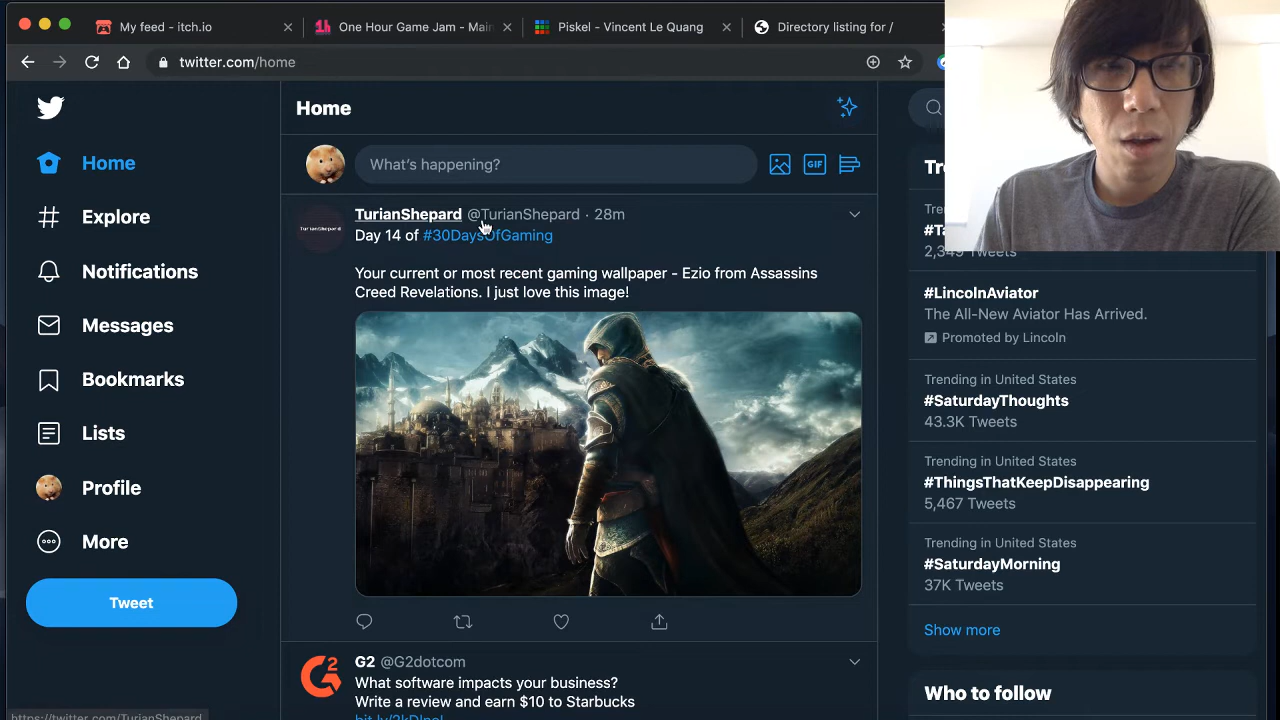 My feed - itch.io
One Hour Game Jam - Main
Piskel - Vincent Le Quang
Directory listing for /
twitter.com/home
Home
Home
What's happening?
Explore
Notifications
Messages
Bookmarks
Lists
Profile
More
Tweet
TurianShepard @TurianShepard · 28m
Day 14 of #30DaysOfGaming
Your current or most recent gaming wallpaper - Ezio from Assassins
Creed Revelations. I just love this image!
TurianShepard
GIF
G2 @G2dotcom
What software impacts your business?
Write a review and earn $10 to Starbucks
#LincolnAviator
The All-New Aviator Has Arrived.
Promoted by Lincoln
Trending in United States
#SaturdayThoughts
43.3K Tweets
Trending in United States
#ThingsThatKeepDisappearing
5,467 Tweets
Trending in United States
#SaturdayMorning
37K Tweets
Show more
Who to follow
https://twitter.com/TurianShepard